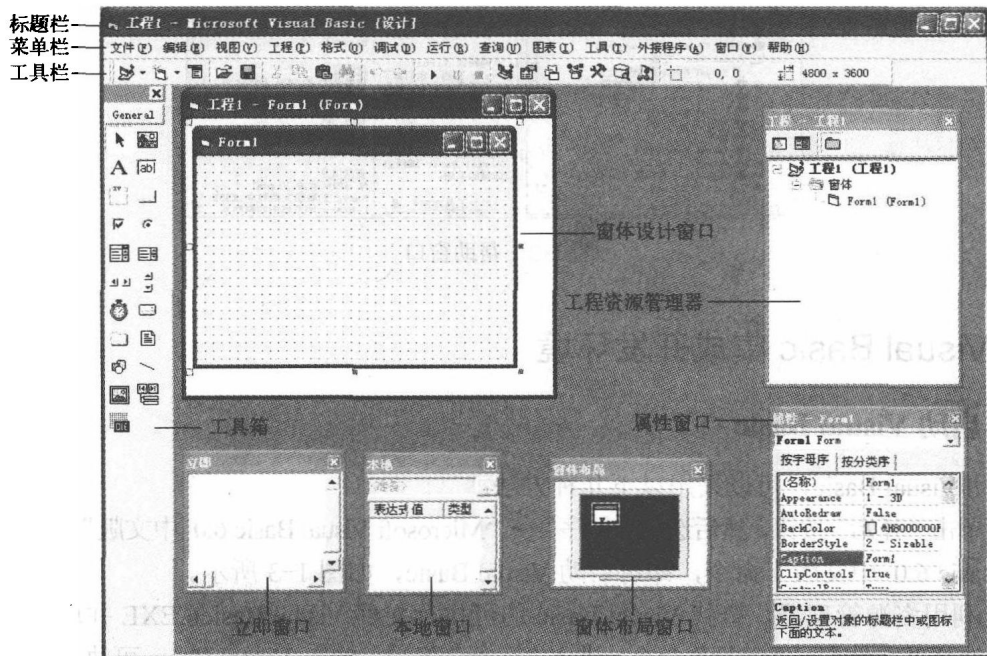 标题栏
菜单栏
工具栏
工程1 - Microsoft Visual Basic [设计]
文件(F) 编辑(E) 视图(V) 工程(P) 格式(O) 调试(D) 运行(R) 查询(U) 图表(I) 工具(T) 外接程序(A) 窗口(W) 帮助(H)
0, 0 4800 x 3600
General
工程1 - Form1 (Form)
Form1
窗体设计窗口
工程 - 工程1
工程1 (工程1)
窗体
Form1 (Form1)
工程资源管理器
工具箱
属性窗口
属性 - Form1
Form1 Form
按字母序 按分类序
(名称) Form1
Appearance 1 - 3D
AutoRedraw False
BackColor &H8000000F
BorderStyle 2 - Sizable
Caption Form1
ClipControls True
Caption
返回/设置对象的标题栏中或图标
下面的文本。
立即
本地
<准备>
表达式 值 类型
窗体布局
立即窗口
本地窗口
窗体布局窗口